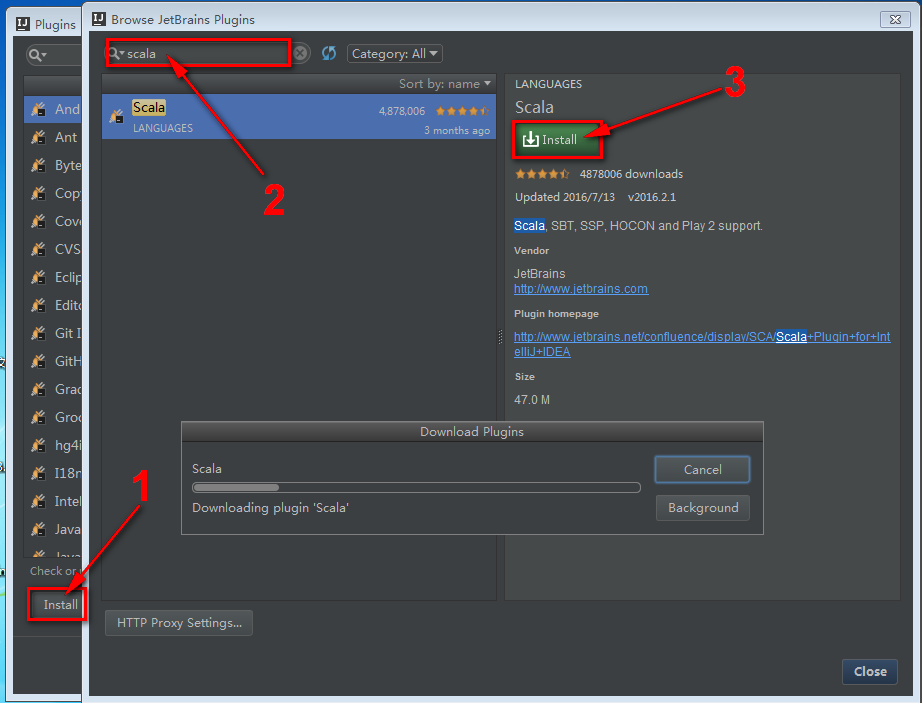 Plugins
And
Ant
Byte
Copy
Cove
CVS
Eclip
Edito
Git I
GitH
Grad
Groo
hg4i
I18n
Intel
Java
Java
Check or
Install
1
Browse JetBrains Plugins
scala
Category: All
Sort by: name
Scala
4,878,006
LANGUAGES
3 months ago
2
LANGUAGES
Scala
3
Install
4878006 downloads
Updated 2016/7/13 v2016.2.1
Scala, SBT, SSP, HOCON and Play 2 support.
Vendor
JetBrains
http://www.jetbrains.com
Plugin homepage
http://www.jetbrains.net/confluence/display/SCA/Scala+Plugin+for+Int
elliJ+IDEA
Size
47.0 M
Download Plugins
Scala
Cancel
Downloading plugin 'Scala'
Background
HTTP Proxy Settings...
Close